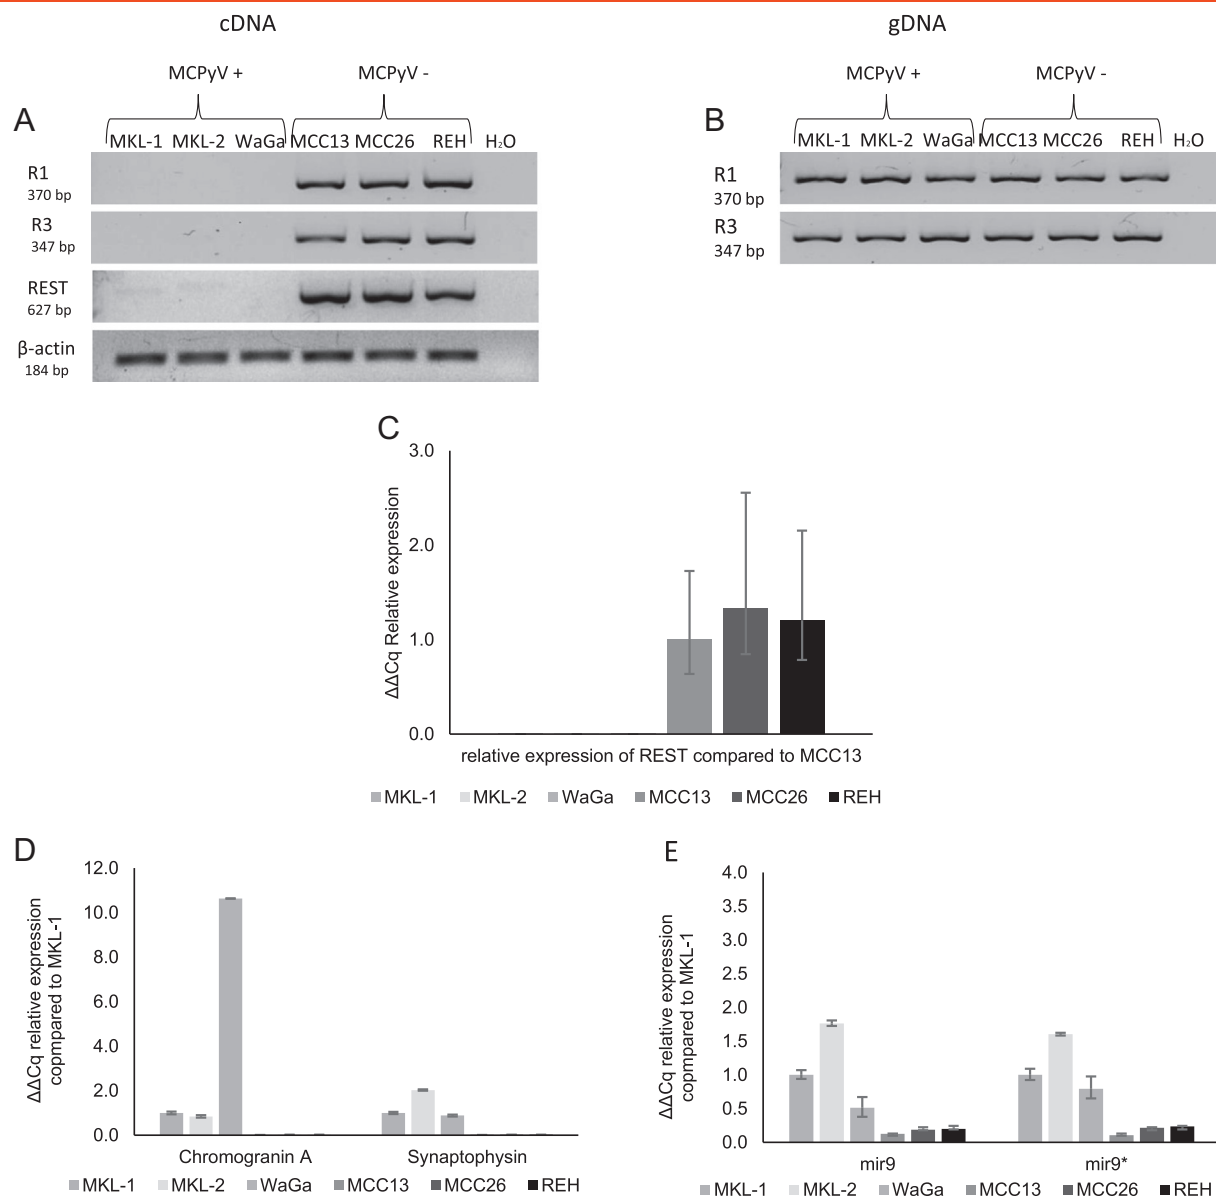 cDNA
gDNA
MCPyV +
MCPyV -
MCPyV +
MCPyV -
A
MKL-1 MKL-2 WaGa MCC13 MCC26 REH H₂O
R1
370 bp
R3
347 bp
REST
627 bp
β-actin
184 bp
B
MKL-1 MKL-2 WaGa MCC13 MCC26 REH H₂O
R1
370 bp
R3
347 bp
C
ΔΔCq Relative expression
3.0
2.0
1.0
0.0
relative expression of REST compared to MCC13
MKL-1 MKL-2 WaGa MCC13 MCC26 REH
D
ΔΔCq relative expression
copmpared to MKL-1
12.0
10.0
8.0
6.0
4.0
2.0
0.0
Chromogranin A Synaptophysin
MKL-1 MKL-2 WaGa MCC13 MCC26 REH
E
ΔΔCq relative expression
copmpared to MKL-1
4.0
3.5
3.0
2.5
2.0
1.5
1.0
0.5
0.0
mir9 mir9*
MKL-1 MKL-2 WaGa MCC13 MCC26 REH